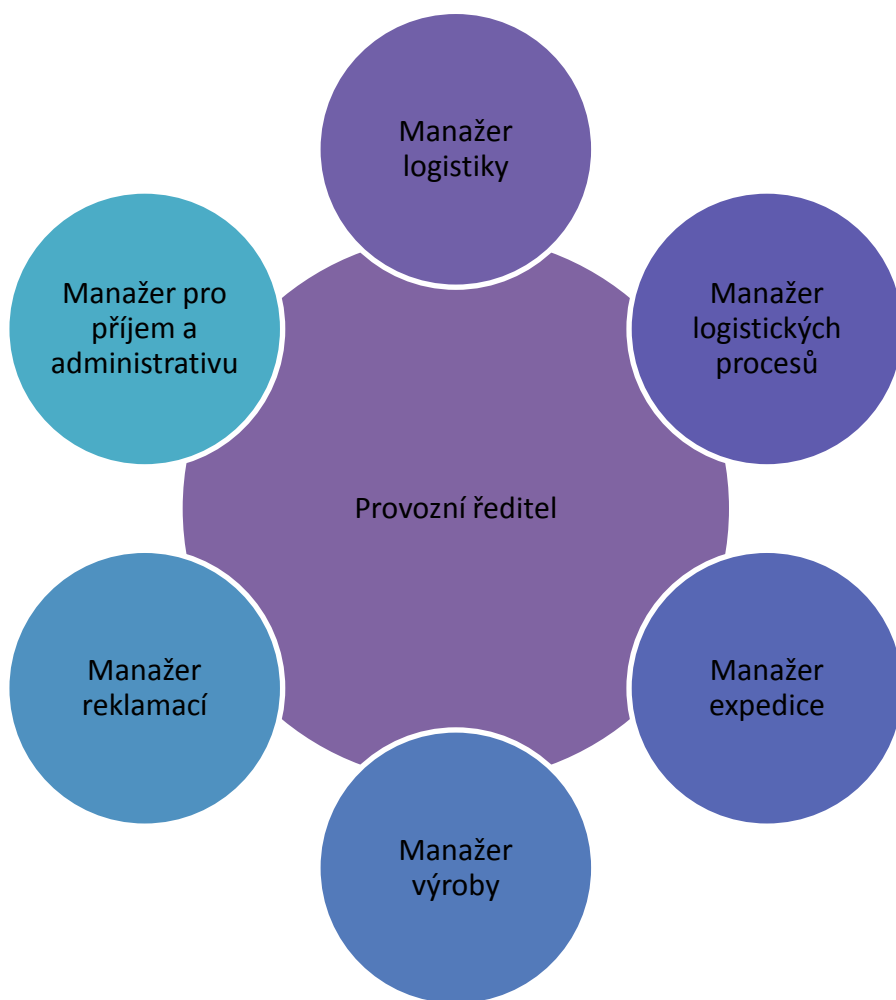 Manažer
logistiky
Manažer
logistických
procesů
Manažer
expedice
Manažer
výroby
Manažer
reklamací
Manažer pro
příjem a
administrativu
Provozní ředitel